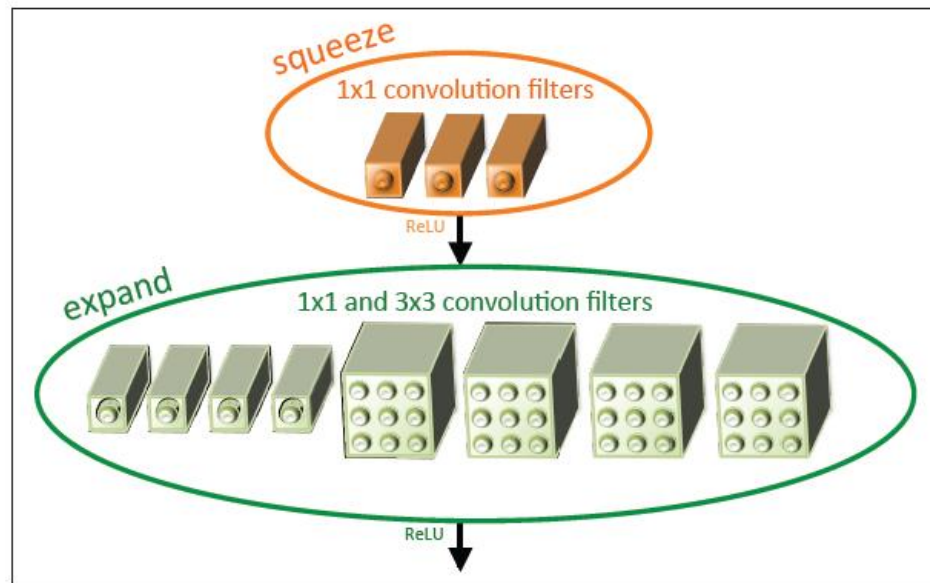 squeeze
1x1 convolution filters
ReLU
expand
1x1 and 3x3 convolution filters
ReLU